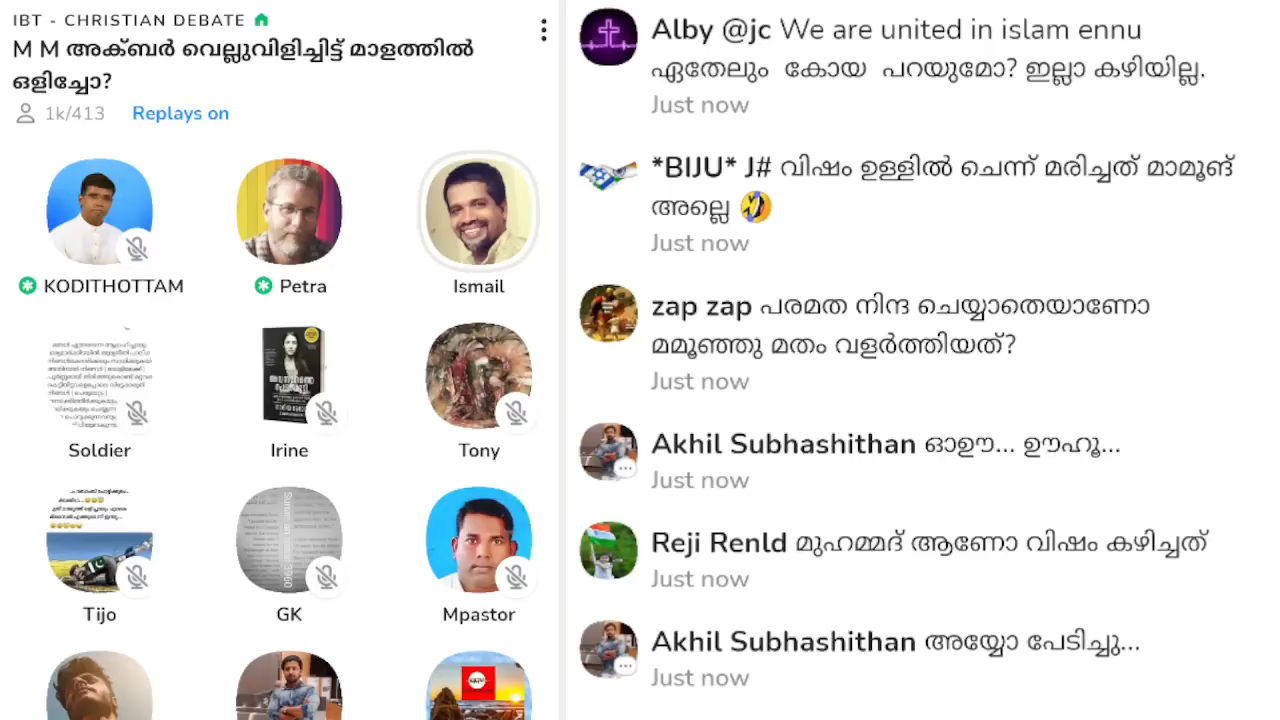 IBT - CHRISTIAN DEBATE
M M അക്ബർ വെല്ലുവിളിച്ചിട്ട് മാളത്തിൽ
ഒളിച്ചോ?
1k/413 Replays on
KODITHOTTAM
Petra
Ismail
Soldier
Irine
Tony
Tijo
GK
Mpastor
Alby @jc We are united in islam ennu
ഏതേലും കോയ പറയുമോ? ഇല്ലാ കഴിയില്ല.
Just now
*BIJU* J# വിഷം ഉള്ളിൽ ചെന്ന് മരിച്ചത് മാമൂങ്
അല്ലെ 🤣
Just now
zap zap പരമത നിന്ദ ചെയ്യാതെയാണോ
മമൂഞ്ഞു മതം വളർത്തിയത്?
Just now
Akhil Subhashithan ഓഊ... ഊഹൂ...
Just now
Reji Renld മുഹമ്മദ് ആണോ വിഷം കഴിച്ചത്
Just now
Akhil Subhashithan അയ്യോ പേടിച്ചു...
Just now